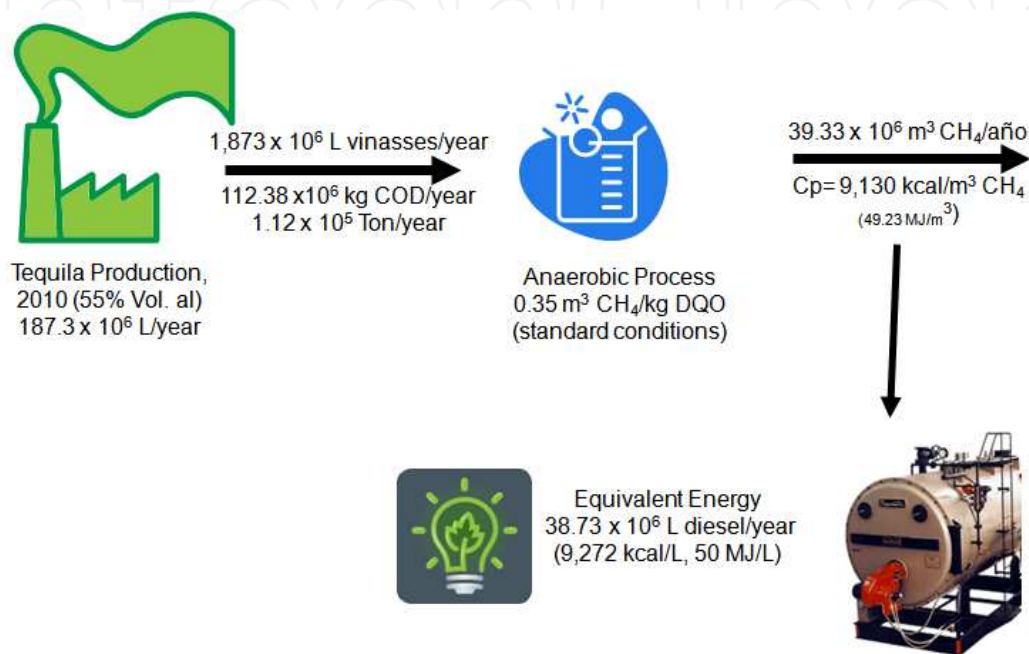 1,873 x 10⁶ L vinasses/year
112.38 x10⁶ kg COD/year
1.12 x 10⁵ Ton/year
Tequila Production,
2010 (55% Vol. al)
187.3 x 10⁶ L/year
Anaerobic Process
0.35 m³ CH₄/kg DQO
(standard conditions)
39.33 x 10⁶ m³ CH₄/año
Cp= 9,130 kcal/m³ CH₄
(49.23 MJ/m³)
Equivalent Energy
38.73 x 10⁶ L diesel/year
(9,272 kcal/L, 50 MJ/L)